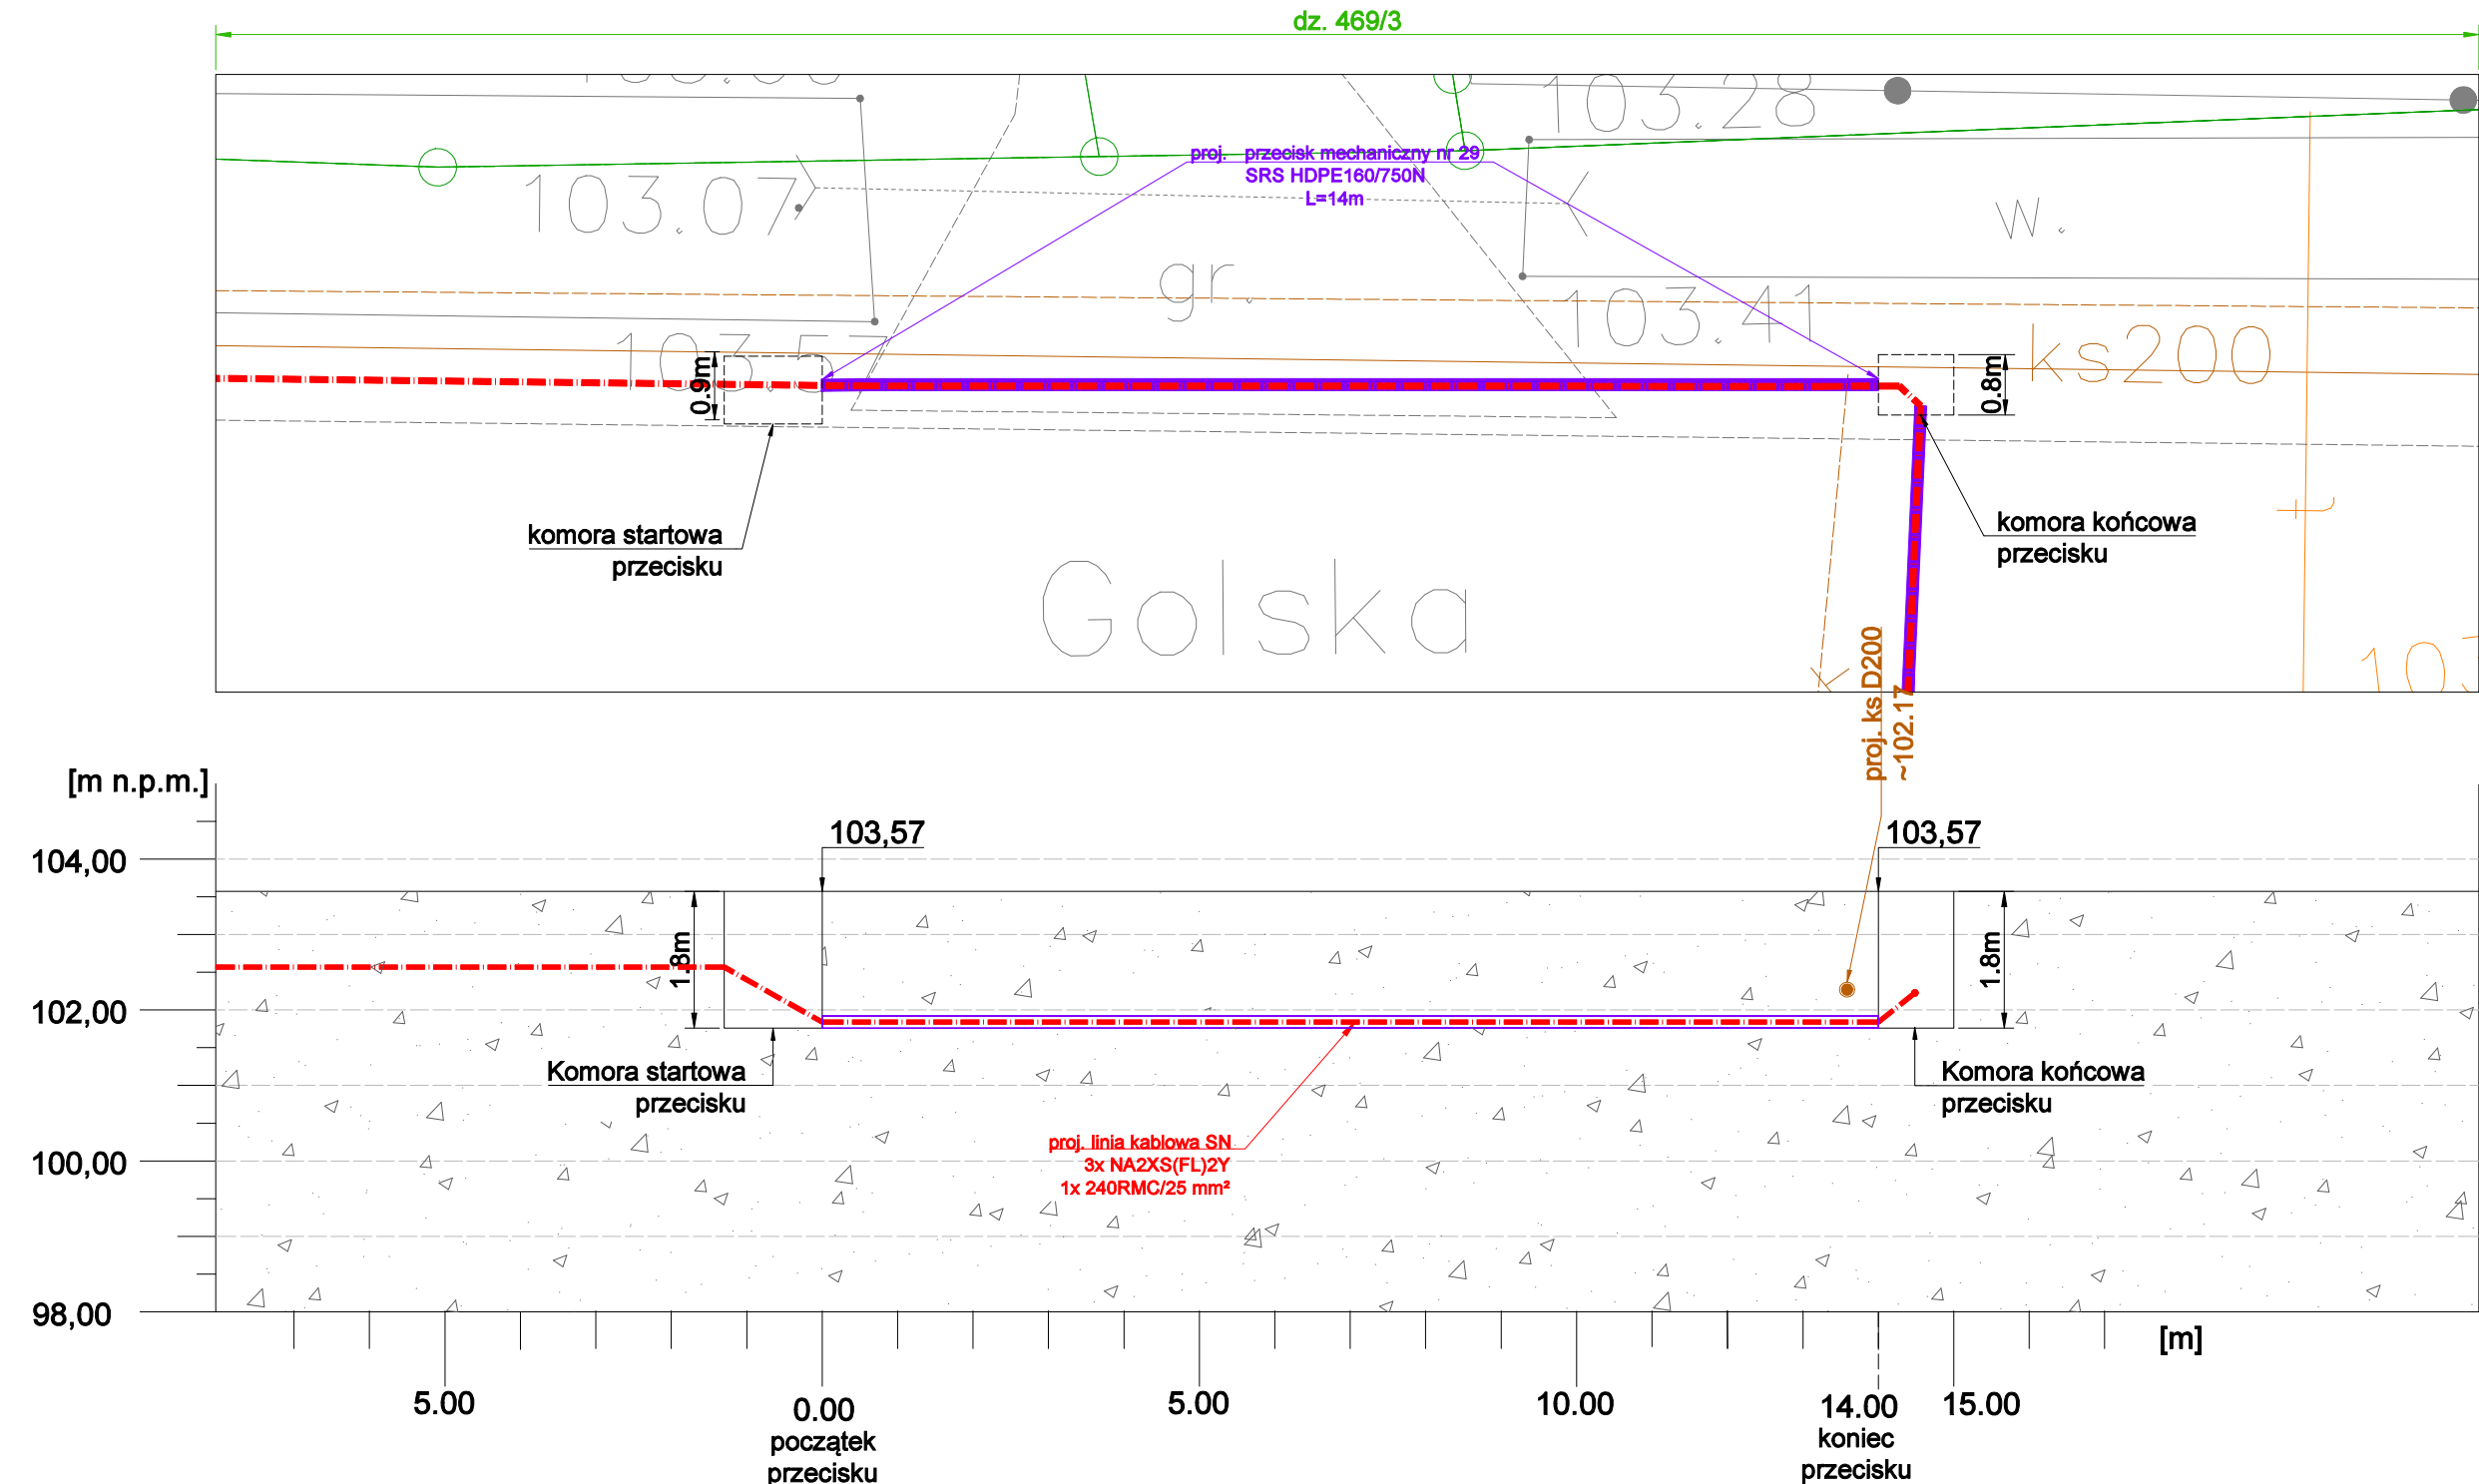 dz. 469/3
103.28
proj.   przecisk mechaniczny nr 29
SRS HDPE160/750N
L=14m
103.07
w.
gr.
103.57
103.41
ks200
0.9m
0.8m
komora startowa
przecisku
komora końcowa
przecisku
Golska
t
k
proj. ks D200
~102.17
[m n.p.m.]
103,57
103,57
104,00
1.8m
1.8m
102,00
Komora startowa
przecisku
Komora końcowa
przecisku
proj. linia kablowa SN
3x NA2XS(FL)2Y
1x 240RMC/25 mm²
100,00
98,00
[m]
5.00
0.00
5.00
10.00
14.00
15.00
początek
przecisku
koniec
przecisku